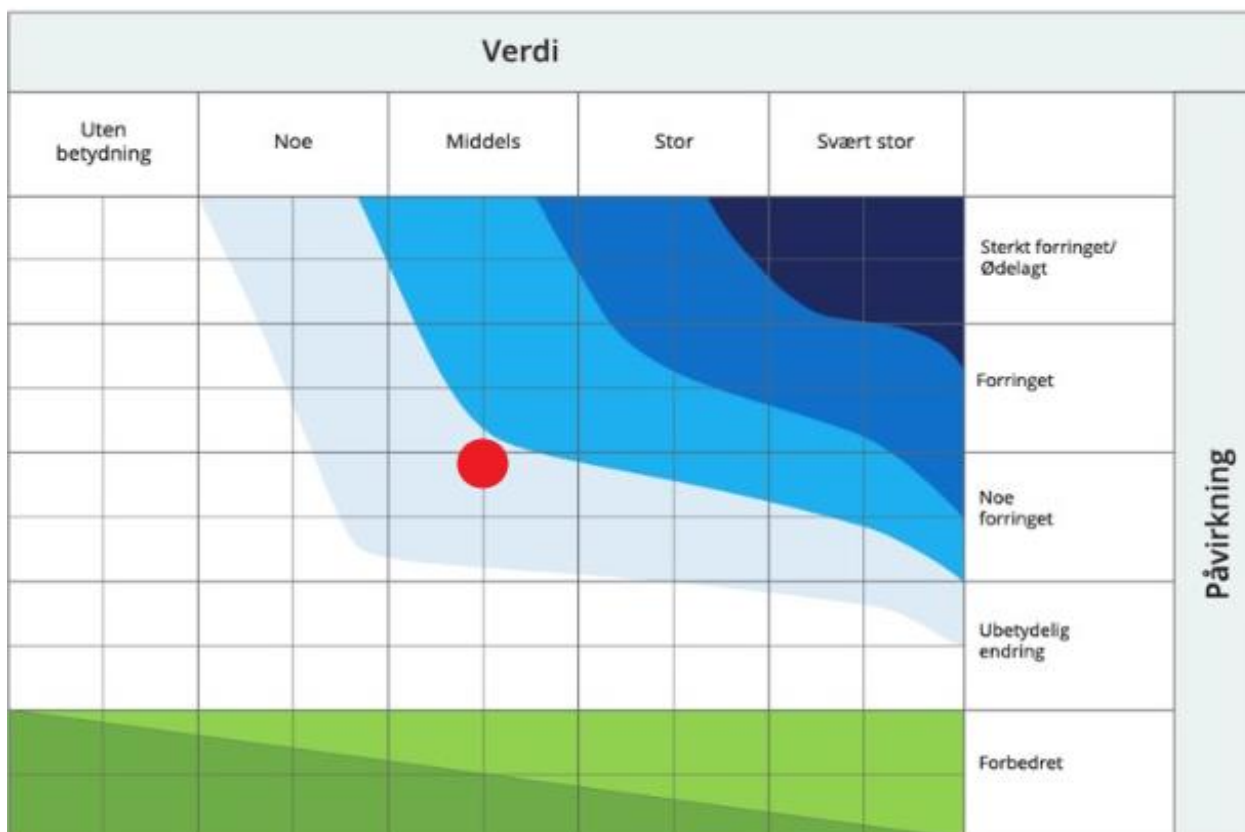 Verdi
Uten
betydning
Noe
Middels
Stor
Svært stor
Sterkt forringet/
Ødelagt
Forringet
Noe
forringet
Ubetydelig
endring
Forbedret
Påvirkning